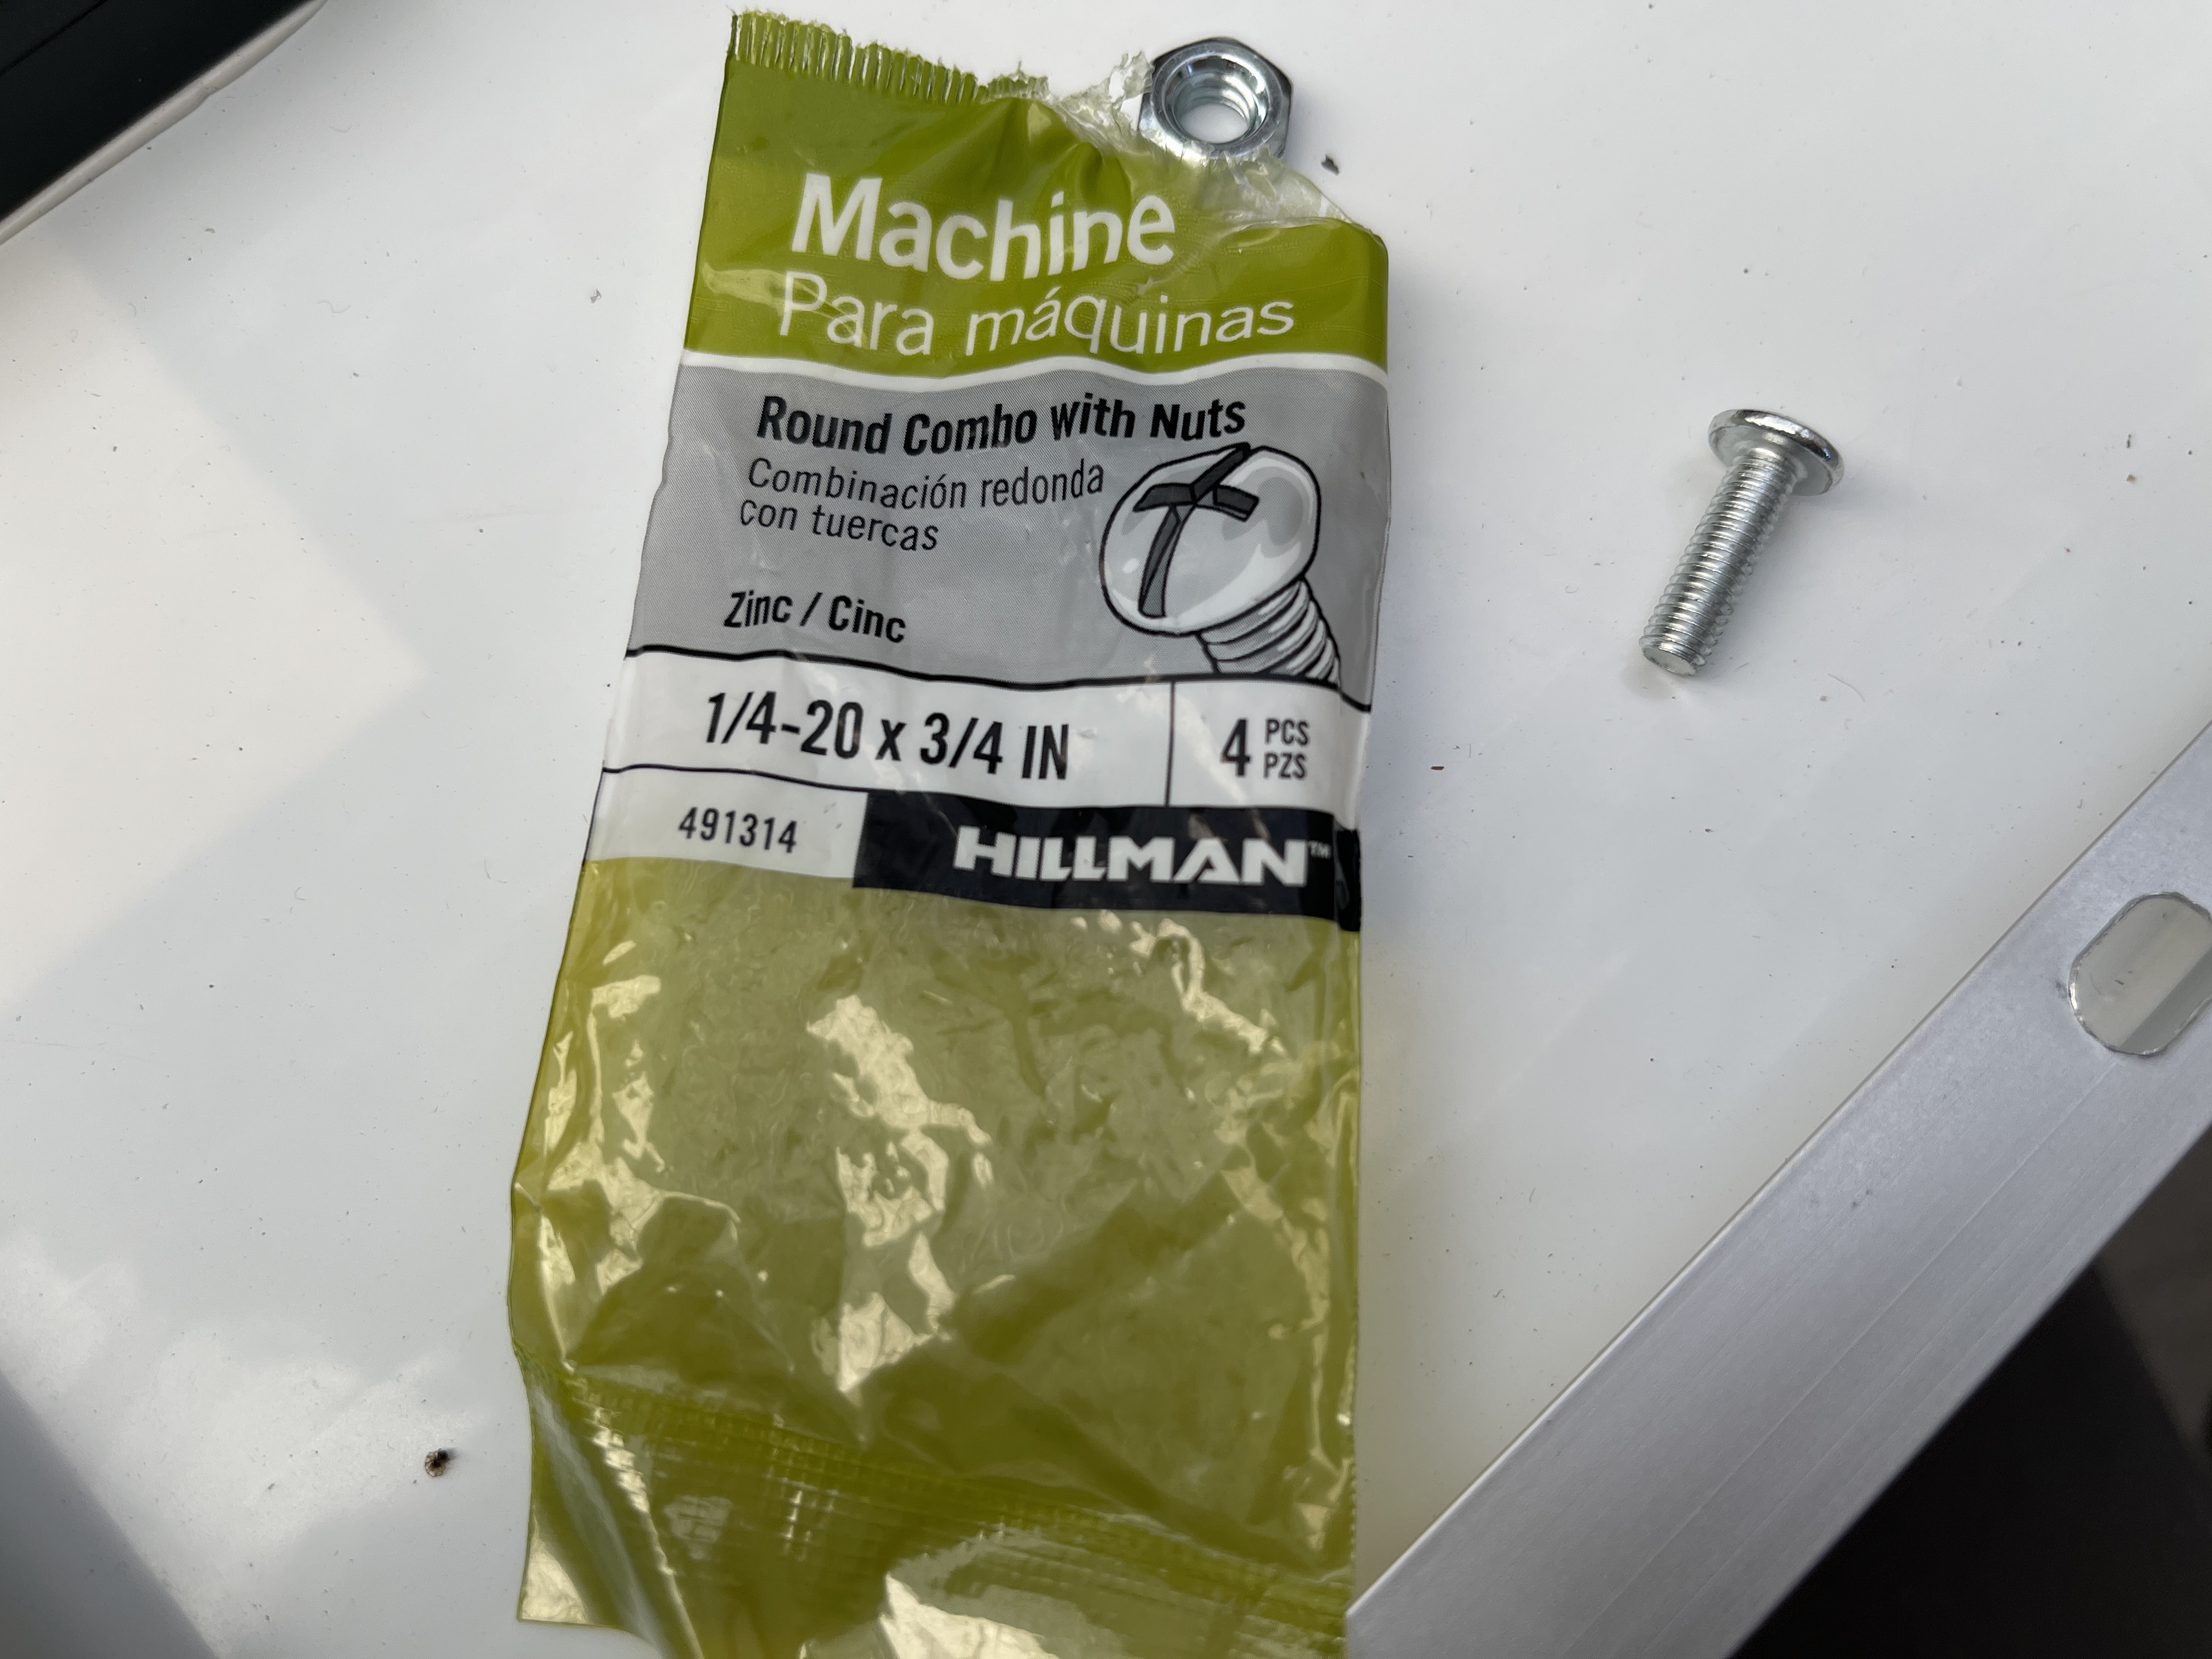 Machine
Para máquinas
Round Combo with Nuts
Combinación redonda
con tuercas
Zinc / Cinc
1/4-20 x 3/4 IN
4 PCS
PZS
491314
HILLMAN™